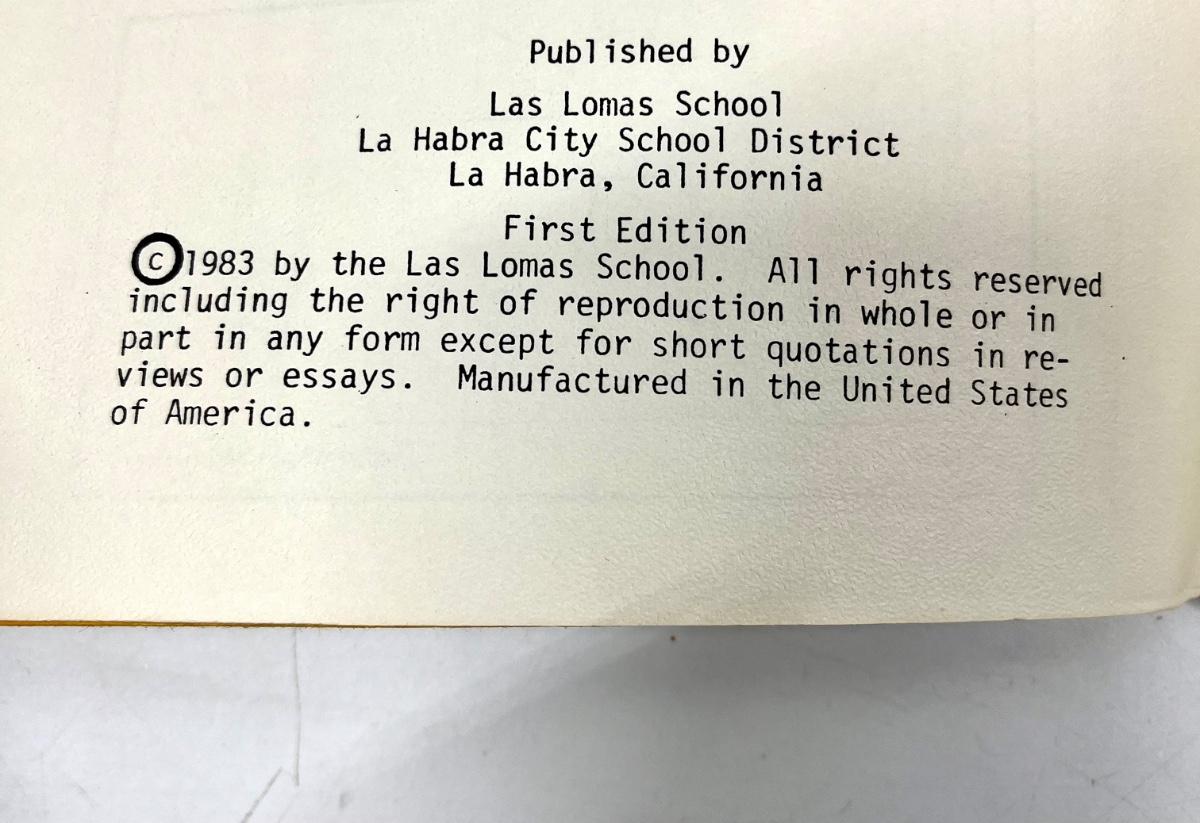 Published by
Las Lomas School
La Habra City School District
La Habra, California
First Edition
©1983 by the Las Lomas School.  All rights reserved
including the right of reproduction in whole or in
part in any form except for short quotations in re-
views or essays.  Manufactured in the United States
of America.